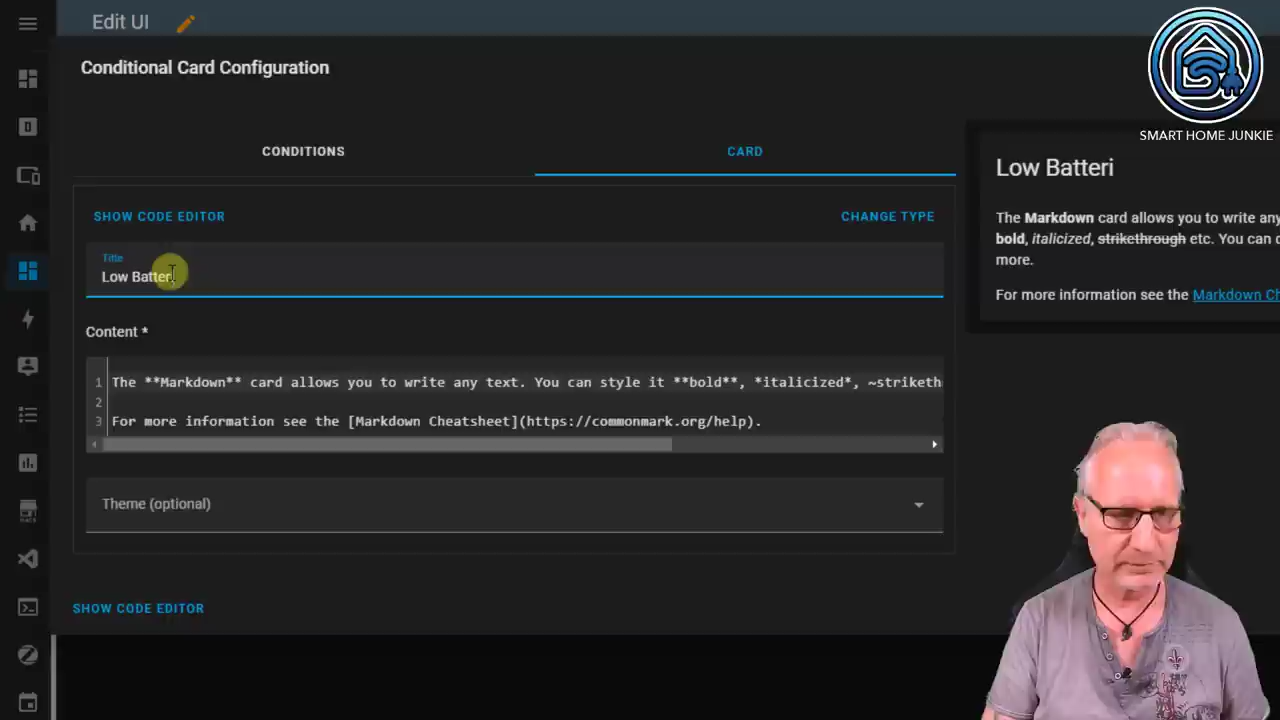 Edit UI
SMART HOME JUNKIE
Conditional Card Configuration
CONDITIONS
CARD
SHOW CODE EDITOR
CHANGE TYPE
Title
Low Batteri
Content *
1 The **Markdown** card allows you to write any text. You can style it **bold**, *italicized*, ~striketh
2
3 For more information see the [Markdown Cheatsheet](https://commonmark.org/help).
Theme (optional)
SHOW CODE EDITOR
Low Batteri
The Markdown card allows you to write any
bold, italicized, strikethrough etc. You can
more.
For more information see the Markdown Ch